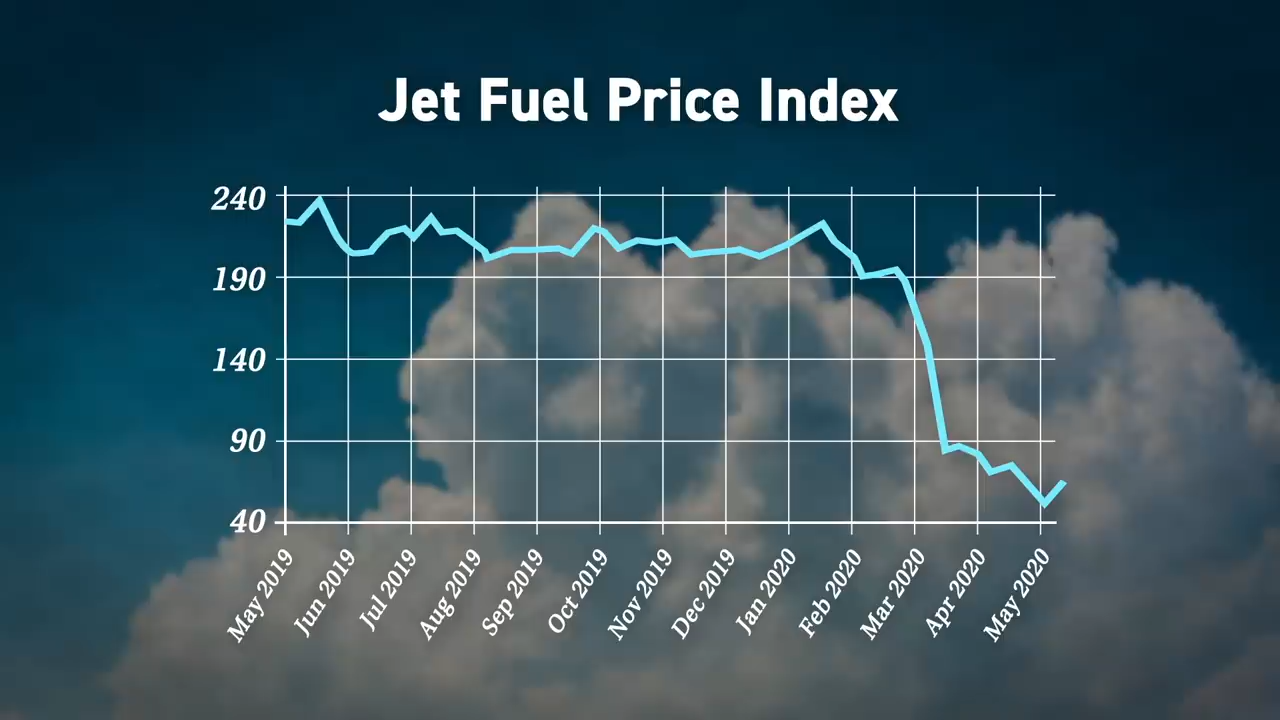 Jet Fuel Price Index
240
190
140
90
40
May 2019
Jun 2019
Jul 2019
Aug 2019
Sep 2019
Oct 2019
Nov 2019
Dec 2019
Jan 2020
Feb 2020
Mar 2020
Apr 2020
May 2020